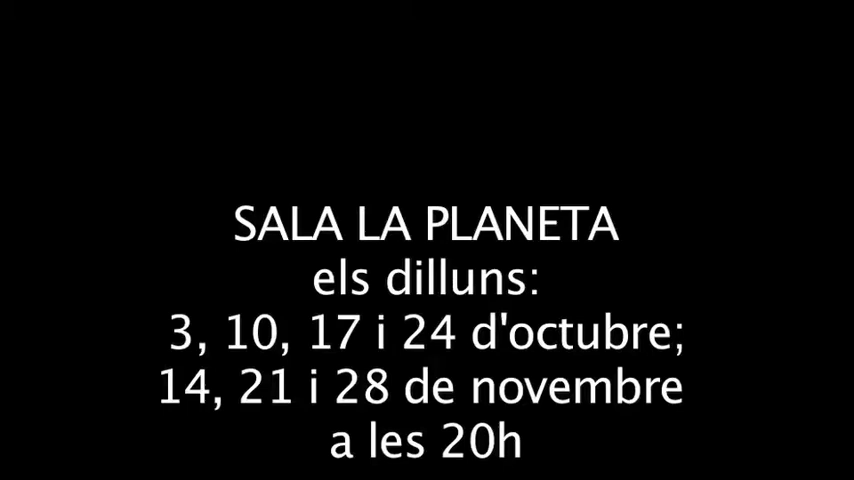 SALA LA PLANETA
els dilluns:
3, 10, 17 i 24 d'octubre;
14, 21 i 28 de novembre
a les 20h